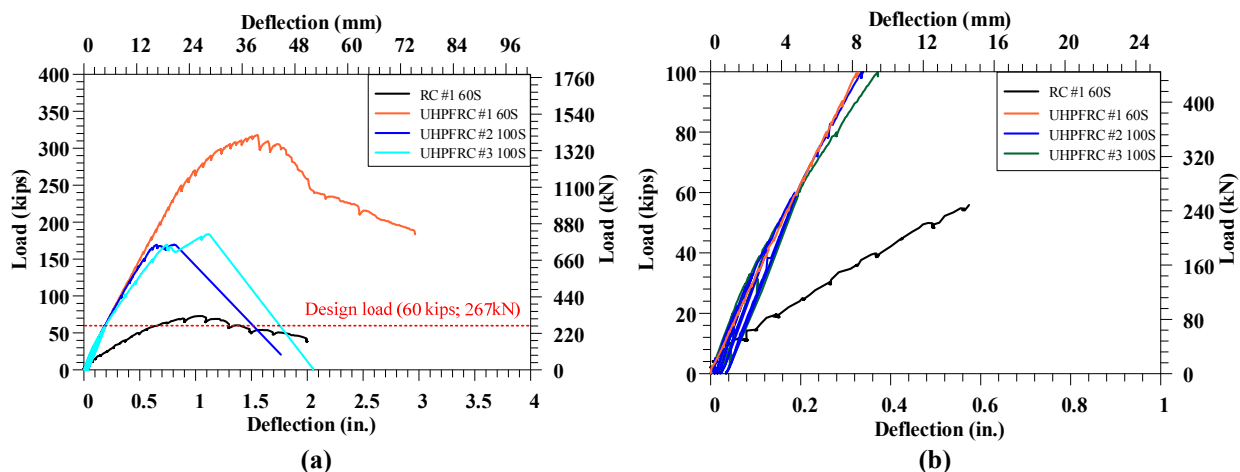 Deflection (mm)
0 12 24 36 48 60 72 84 96
400
350
300
250
200
150
100
50
0
Load (kips)
RC #1 60S
UHPFRC #1 60S
UHPFRC #2 100S
UHPFRC #3 100S
Design load (60 kips; 267kN)
1760
1540
1320
1100
880
660
440
220
0
Load (kN)
0 0.5 1 1.5 2 2.5 3 3.5 4
Deflection (in.)
(a)
Deflection (mm)
0 4 8 12 16 20 24
100
80
60
40
20
0
Load (kips)
RC #1 60S
UHPFRC #1 60S
UHPFRC #2 100S
UHPFRC #3 100S
440
352
264
176
88
0
Load (kN)
0 0.2 0.4 0.6 0.8 1
Deflection (in.)
(b)